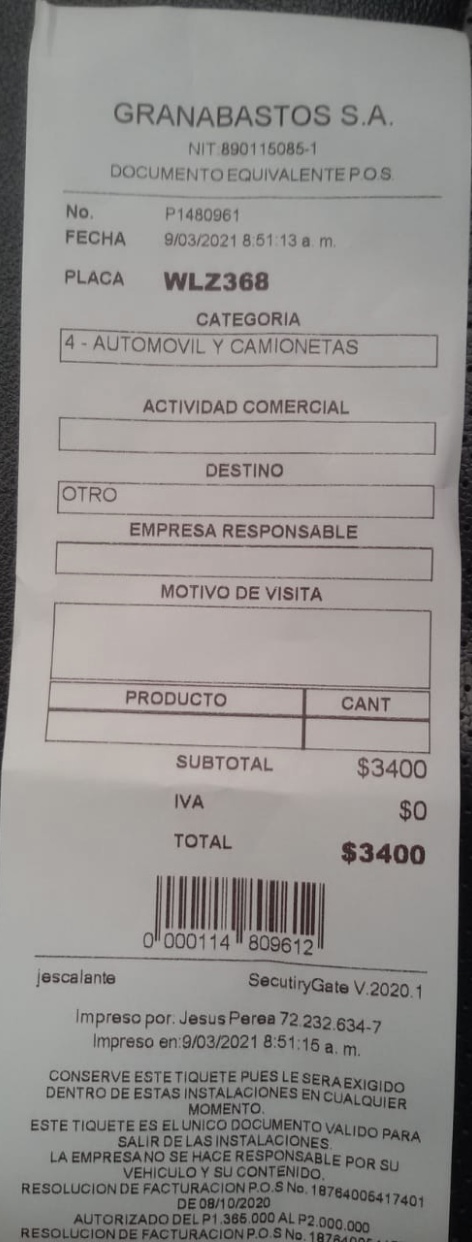 GRANABASTOS S.A.
NIT.890115085-1
DOCUMENTO EQUIVALENTE P.O.S.
No. P1480961
FECHA 9/03/2021 8:51:13 a. m.
PLACA WLZ368
CATEGORIA
4 - AUTOMOVIL Y CAMIONETAS
ACTIVIDAD COMERCIAL
DESTINO
OTRO
EMPRESA RESPONSABLE
MOTIVO DE VISITA
PRODUCTO CANT
SUBTOTAL $3400
IVA $0
TOTAL $3400
0 000114 809612
jescalante SecutiryGate V.2020.1
Impreso por: Jesus Perea 72.232.634-7
Impreso en:9/03/2021 8:51:15 a. m.
CONSERVE ESTE TIQUETE PUES LE SERA EXIGIDO
DENTRO DE ESTAS INSTALACIONES EN CUALQUIER
MOMENTO.
ESTE TIQUETE ES EL UNICO DOCUMENTO VALIDO PARA
SALIR DE LAS INSTALACIONES.
LA EMPRESA NO SE HACE RESPONSABLE POR SU
VEHICULO Y SU CONTENIDO.
RESOLUCION DE FACTURACION P.O.S No. 18764005417401
DE 08/10/2020
AUTORIZADO DEL P1.365.000 AL P2.000.000
RESOLUCION DE FACTURACION P.O.S No.